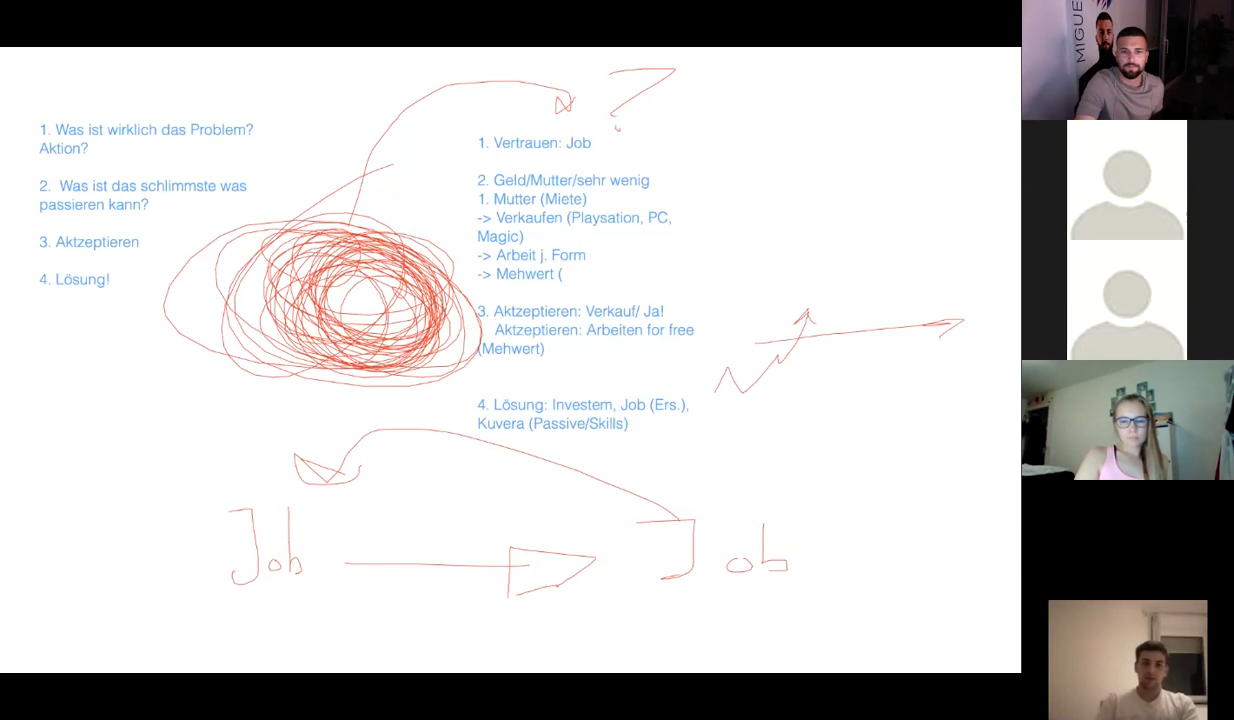 1. Was ist wirklich das Problem?
Aktion?
2. Was ist das schlimmste was
passieren kann?
3. Aktzeptieren
4. Lösung!
?
1. Vertrauen: Job
2. Geld/Mutter/sehr wenig
1. Mutter (Miete)
-> Verkaufen (Playsation, PC,
Magic)
-> Arbeit j. Form
-> Mehwert (
3. Aktzeptieren: Verkauf/ Ja!
Aktzeptieren: Arbeiten for free
(Mehwert)
4. Lösung: Investem, Job (Ers.),
Kuvera (Passive/Skills)
Job
Job
MIGUE